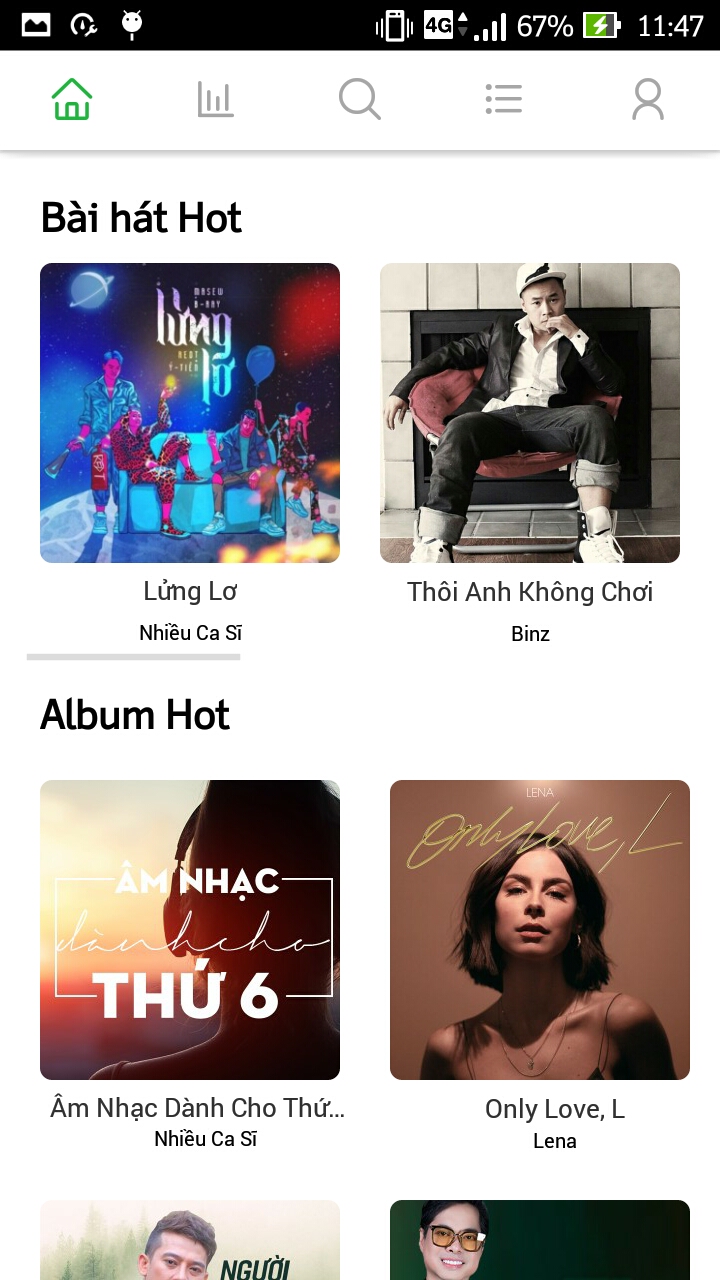 4G 67% 11:47
Bài hát Hot
MASEW
B-RAY
lửng
REDT
Ý-TIÊN
lơ
Lửng Lơ
Nhiều Ca Sĩ
Thôi Anh Không Chơi
Binz
Album Hot
ÂM NHẠC
dành cho
THỨ 6
Âm Nhạc Dành Cho Thứ...
Nhiều Ca Sĩ
LENA
Only Love, L
Only Love, L
Lena
NGƯỜI